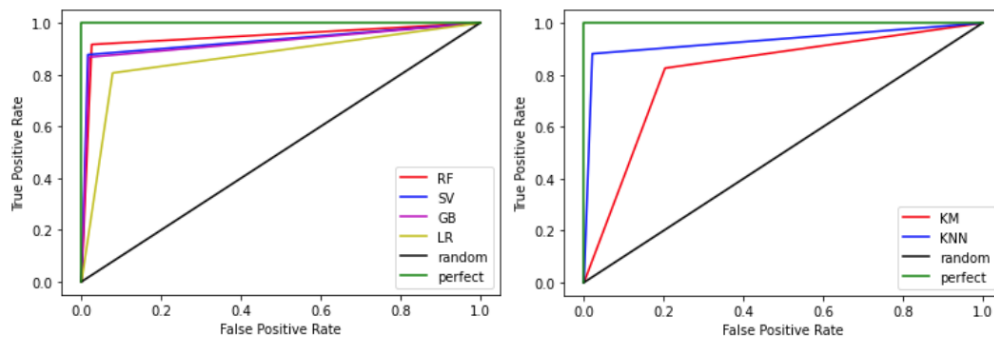 1.0
0.8
0.6
0.4
0.2
0.0
True Positive Rate
0.0 0.2 0.4 0.6 0.8 1.0
False Positive Rate
RF
SV
GB
LR
random
perfect
1.0
0.8
0.6
0.4
0.2
0.0
True Positive Rate
0.0 0.2 0.4 0.6 0.8 1.0
False Positive Rate
KM
KNN
random
perfect